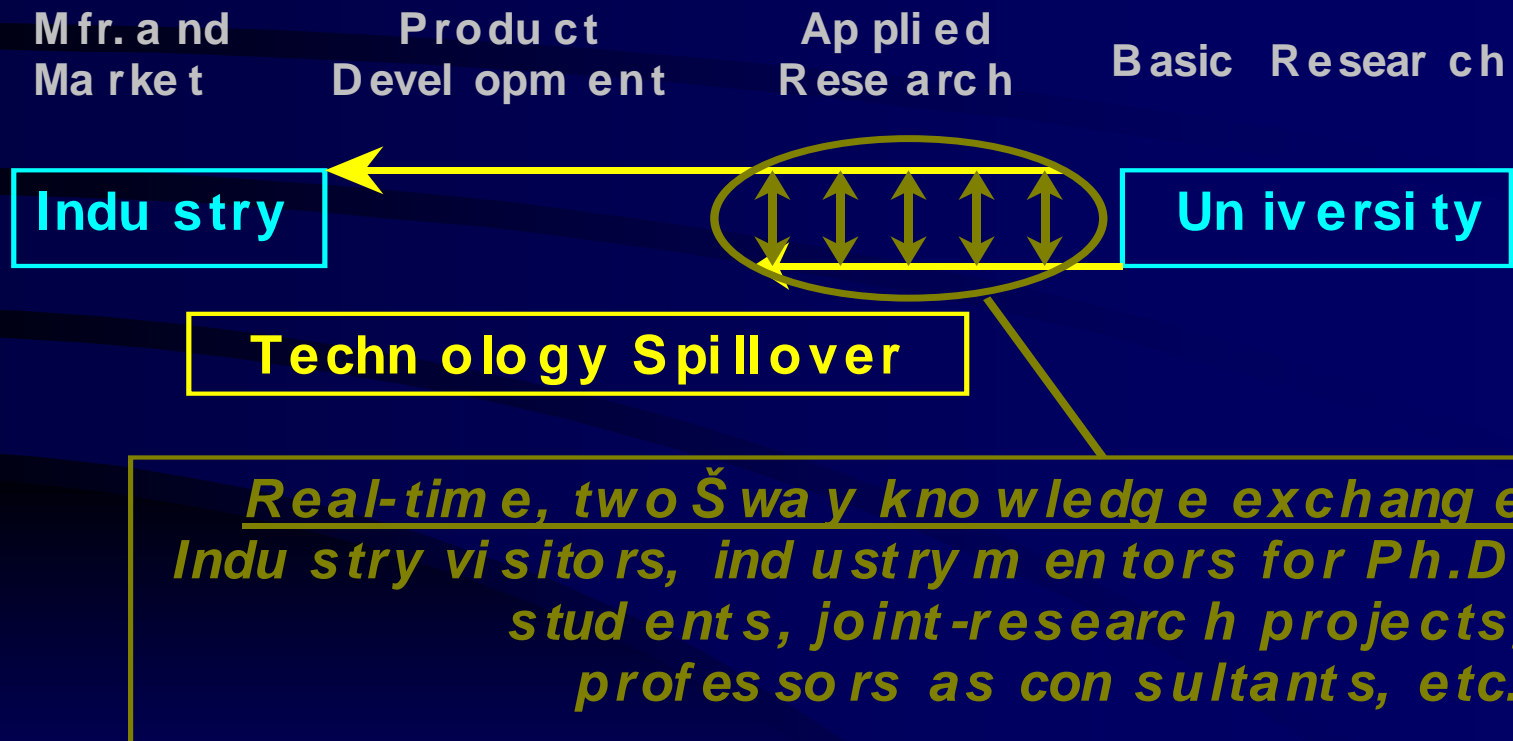 Mfr. and Market
Product Development
Applied Research
Basic Research
Industry
University
Technology Spillover
Real-time, twoŠway knowledge exchange
Industry visitors, industry mentors for Ph.D
students, joint-research projects,
professors as consultants, etc.